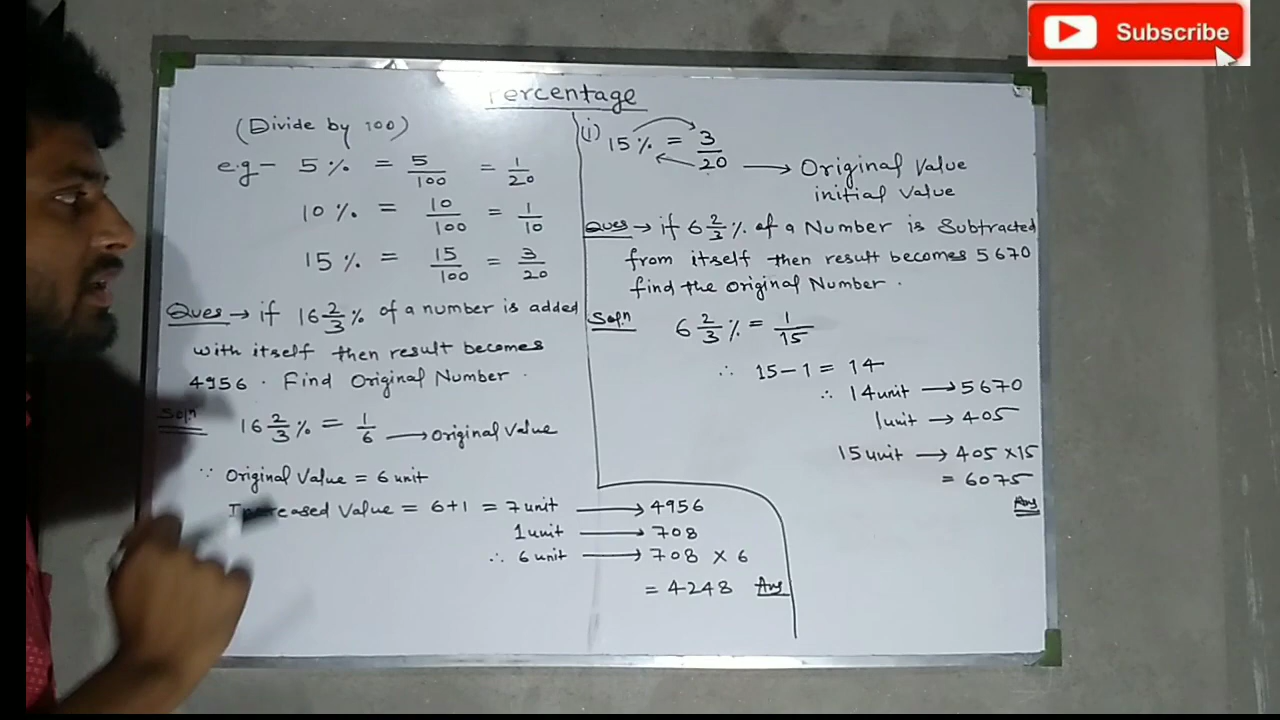 Subscribe
Percentage
(Divide by 100)
e.g - 5% = 5/100 = 1/20
10% = 10/100 = 1/10
15% = 15/100 = 3/20
Ques → if 16 2/3% of a number is added
with itself then result becomes
4956. Find Original Number.
Sol.n 16 2/3% = 1/6 → Original Value
∵ Original Value = 6 unit
Increased Value = 6+1 = 7 unit → 4956
1 unit → 708
∴ 6 unit → 708 × 6
= 4248 Ans
(i) 15% = 3/20 → Original Value
initial value
Ques → if 6 2/3% of a Number is Subtracted
from itself then result becomes 5670
find the Original Number.
Sol.n 6 2/3% = 1/15
∴ 15-1 = 14
∴ 14 unit → 5670
1 unit → 405
15 unit → 405 × 15
= 6075
Ans